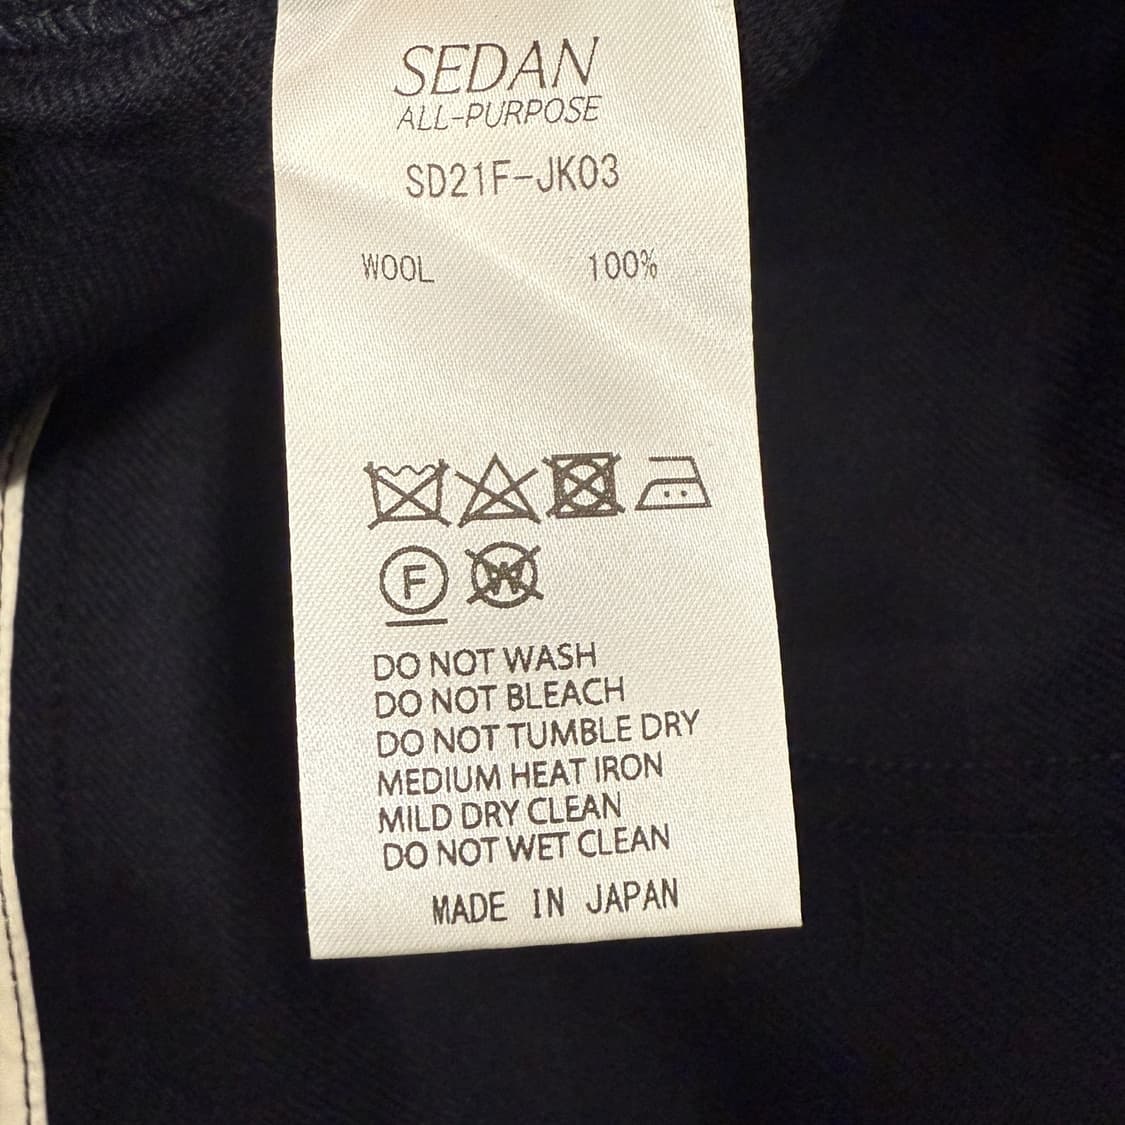 SEDAN
ALL-PURPOSE
SD21F-JK03
WOOL 100%
F W
DO NOT WASH
DO NOT BLEACH
DO NOT TUMBLE DRY
MEDIUM HEAT IRON
MILD DRY CLEAN
DO NOT WET CLEAN
MADE IN JAPAN